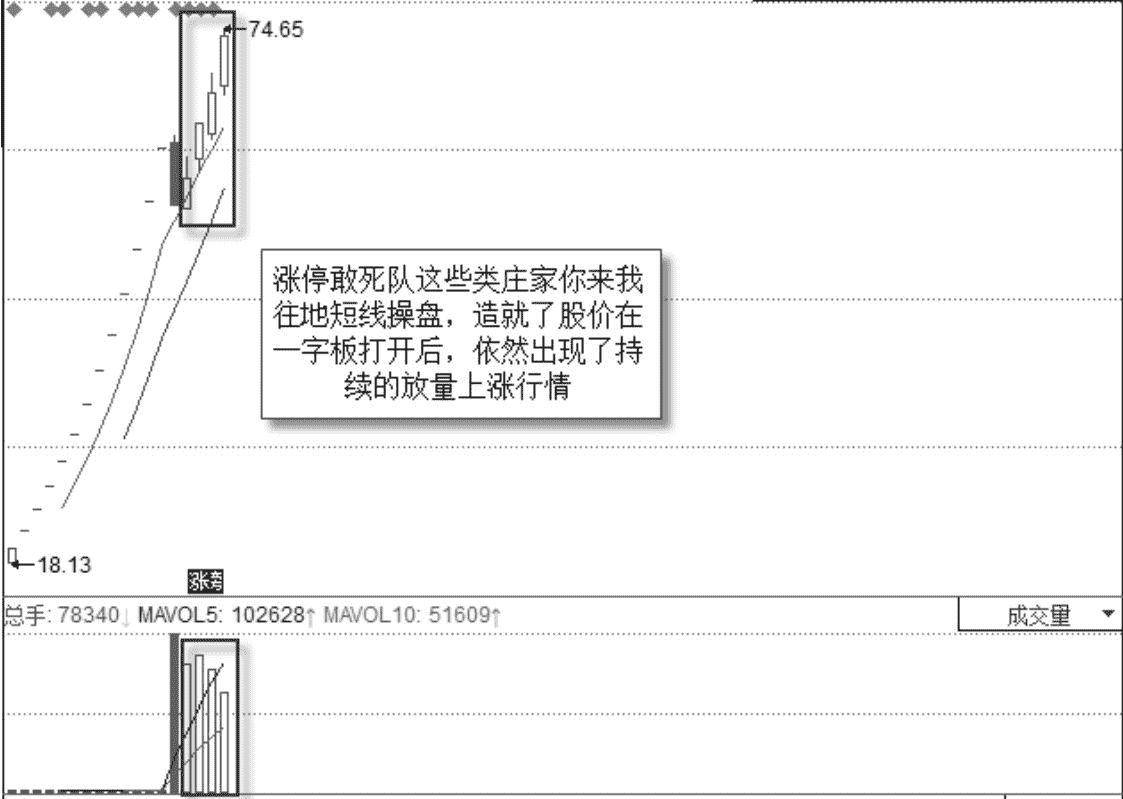 74.65
涨停敢死队这些类庄家你来我
往地短线操盘，造就了股价在
一字板打开后，依然出现了持
续的放量上涨行情
18.13
涨
总手: 78340↓ MAVOL5: 102628↑ MAVOL10: 51609↑
成交量